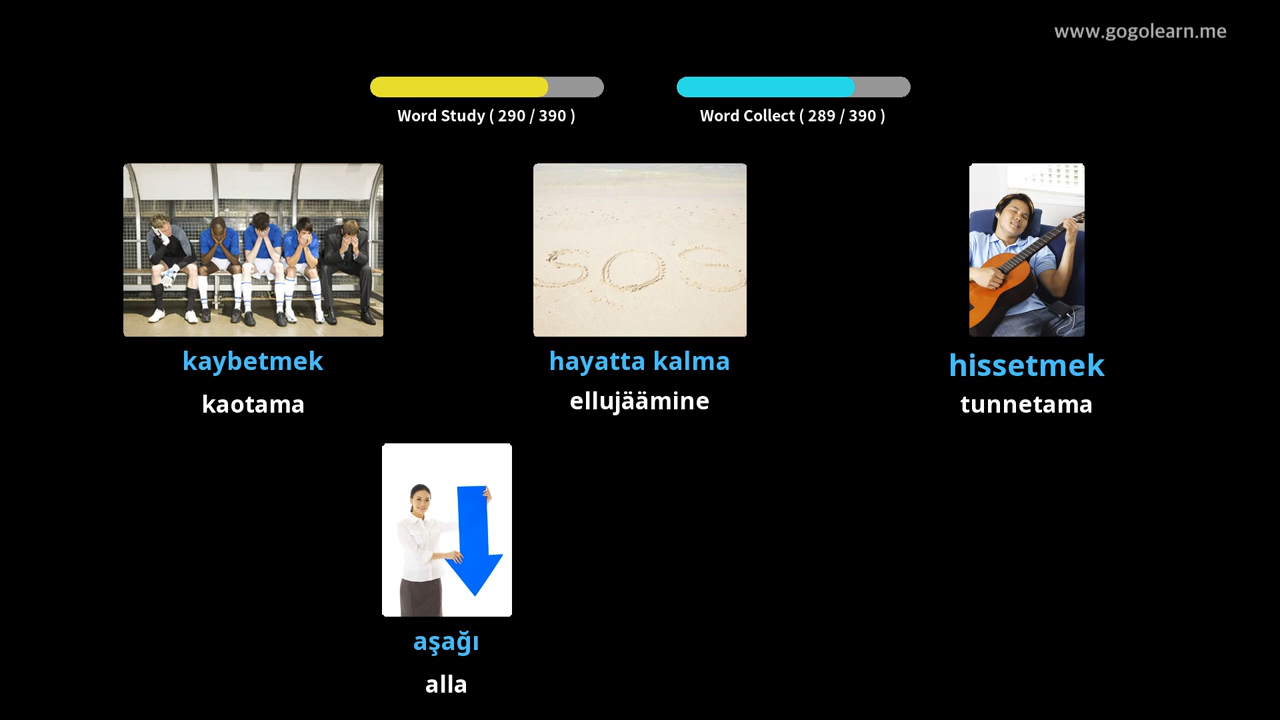 www.gogolearn.me
Word Study ( 290 / 390 )
Word Collect ( 289 / 390 )
SOS
kaybetmek
kaotama
hayatta kalma
ellujäämine
hissetmek
tunnetama
aşağı
alla